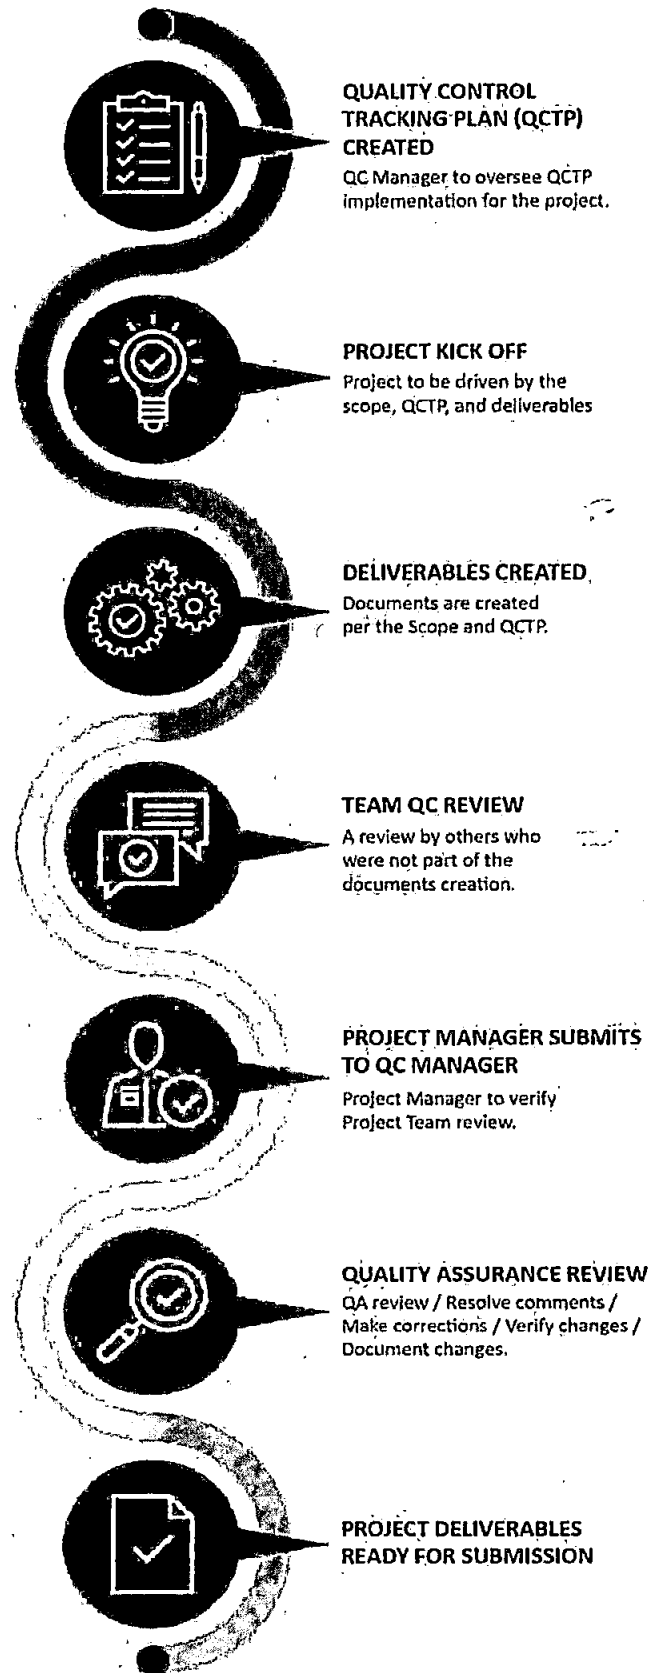 QUALITY CONTROL
TRACKING PLAN (QCTP)
CREATED
QC Manager to oversee QCTP
implementation for the project.
PROJECT KICK OFF
Project to be driven by the
scope, QCTP, and deliverables
DELIVERABLES CREATED
Documents are created
per the Scope and QCTP.
TEAM QC REVIEW
A review by others who
were not part of the
documents creation.
PROJECT MANAGER SUBMITS
TO QC MANAGER
Project Manager to verify
Project Team review.
QUALITY ASSURANCE REVIEW
QA review / Resolve comments /
Make corrections / Verify changes /
Document changes.
PROJECT DELIVERABLES
READY FOR SUBMISSION